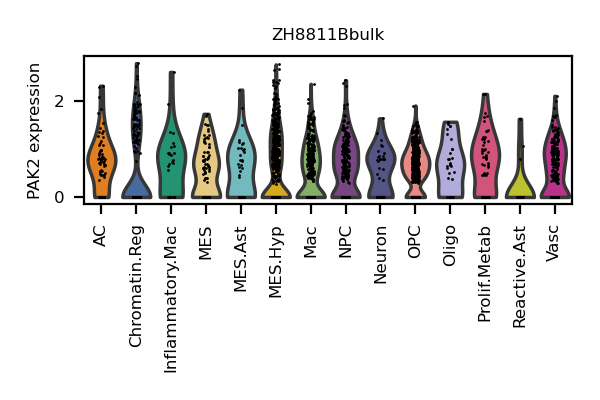 ZH8811Bbulk
PAK2 expression
2
0
AC
Chromatin.Reg
Inflammatory.Mac
MES
MES.Ast
MES.Hyp
Mac
NPC
Neuron
OPC
Oligo
Prolif.Metab
Reactive.Ast
Vasc